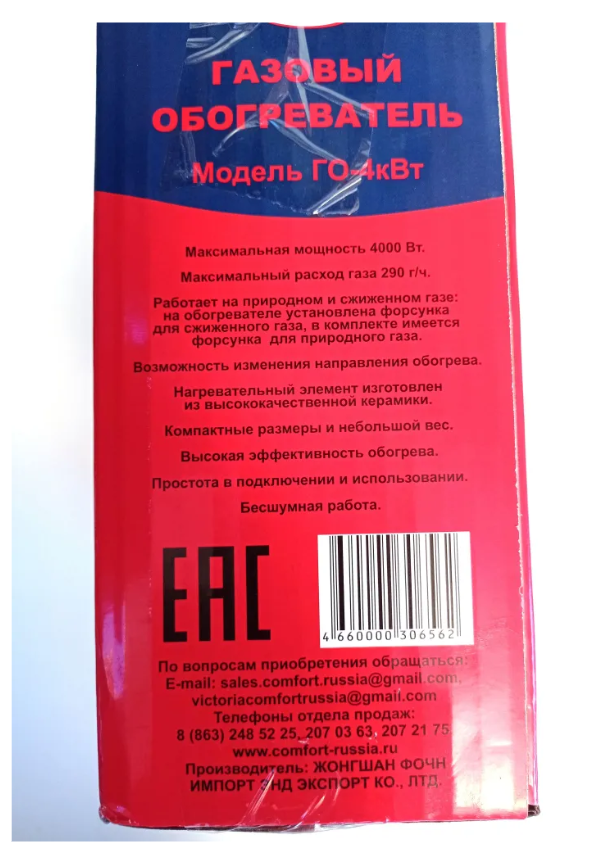 ГАЗОВЫЙ
ОБОГРЕВАТЕЛЬ
Модель ГО-4кВт
Максимальная мощность 4000 Вт.
Максимальный расход газа 290 г/ч.
Работает на природном и сжиженном газе:
на обогревателе установлена форсунка
для сжиженного газа, в комплекте имеется
форсунка для природного газа.
Возможность изменения направления обогрева.
Нагревательный элемент изготовлен
из высококачественной керамики.
Компактные размеры и небольшой вес.
Высокая эффективность обогрева.
Простота в подключении и использовании.
Бесшумная работа.
EAC
4 660000 306562
По вопросам приобретения обращаться:
E-mail: sales.comfort.russia@gmail.com,
victoriacomfortrussia@gmail.com
Телефоны отдела продаж:
8 (863) 248 52 25, 207 03 63, 207 21 75.
www.comfort-russia.ru
Производитель: ЖОНГШАН ФОЧН
ИМПОРТ ЭНД ЭКСПОРТ КО., ЛТД.